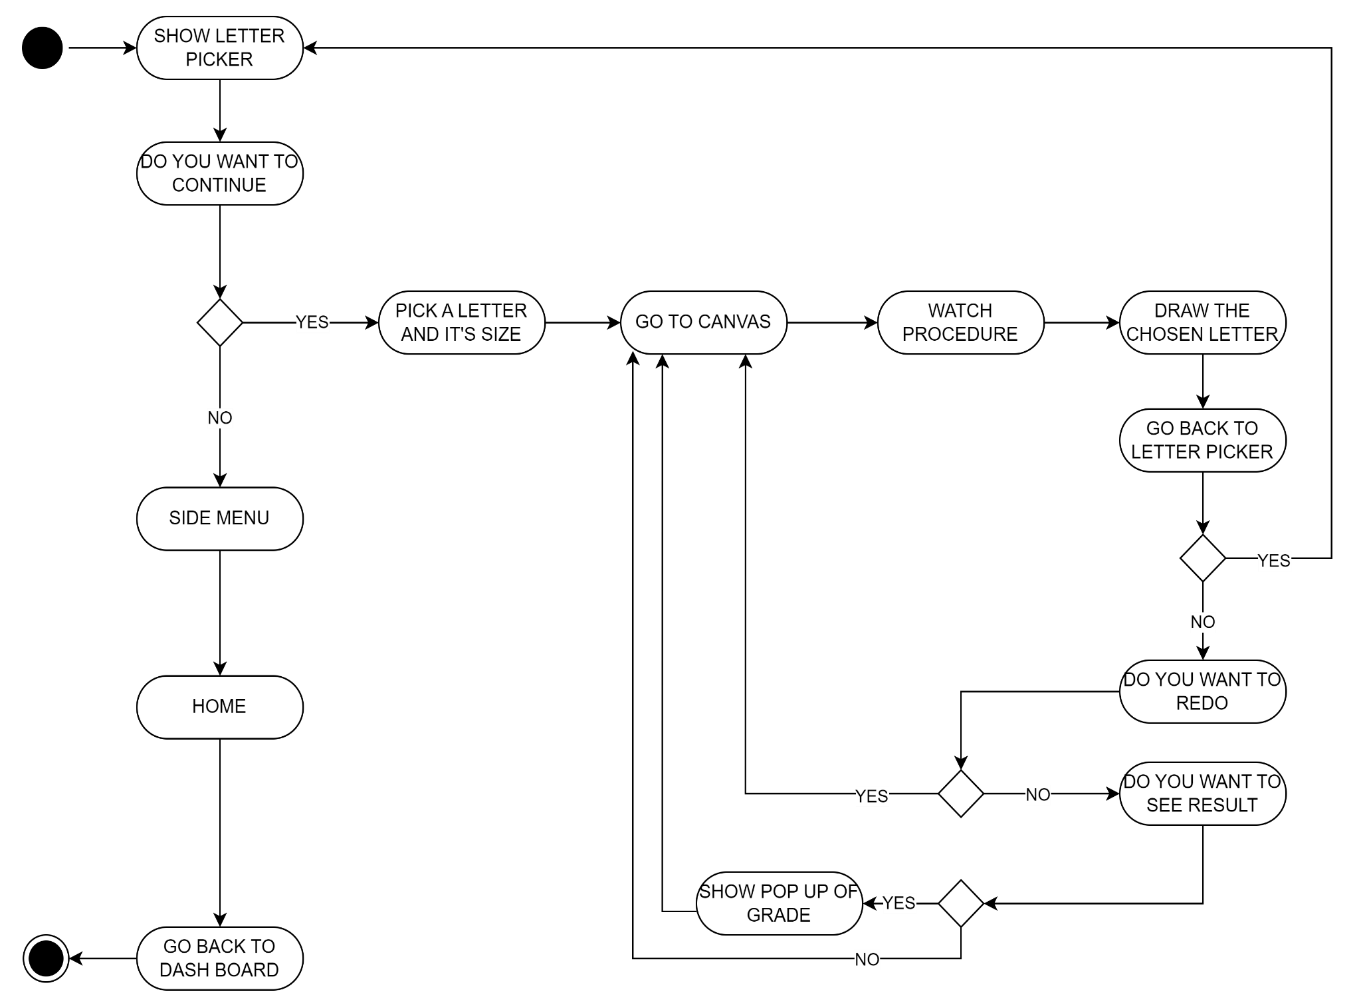 SHOW LETTER
PICKER
DO YOU WANT TO
CONTINUE
YES
PICK A LETTER
AND IT'S SIZE
GO TO CANVAS
WATCH
PROCEDURE
DRAW THE
CHOSEN LETTER
NO
GO BACK TO
LETTER PICKER
SIDE MENU
YES
NO
DO YOU WANT TO
REDO
HOME
YES
NO
DO YOU WANT TO
SEE RESULT
SHOW POP UP OF
GRADE
YES
NO
GO BACK TO
DASH BOARD